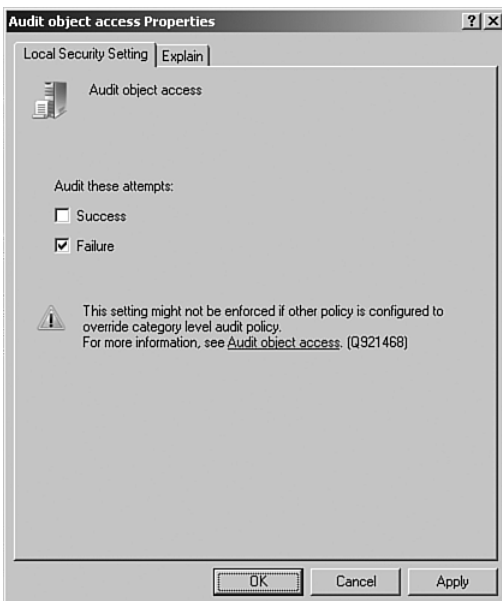 Audit object access Properties
Local Security Setting
Explain
Audit object access
Audit these attempts:
Success
Failure
This setting might not be enforced if other policy is configured to
override category level audit policy.
For more information, see Audit object access. (Q921468)
OK
Cancel
Apply